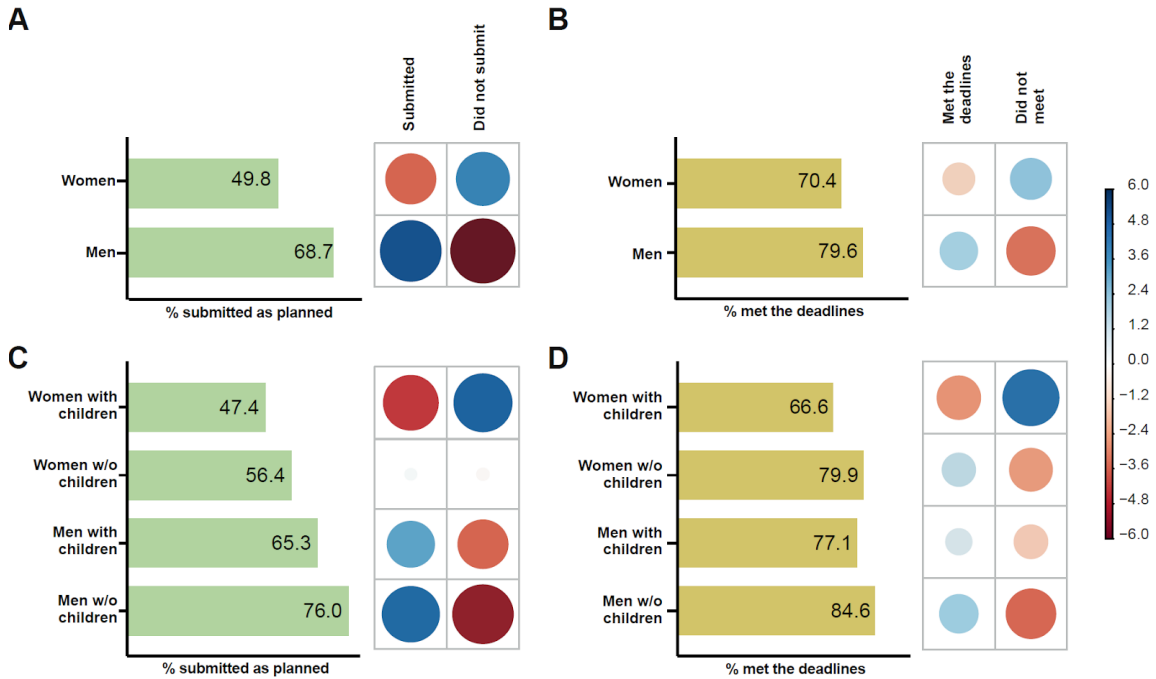 A
Submitted
Did not submit
Women
49.8
Men
68.7
% submitted as planned
B
Met the
deadlines
Did not
meet
Women
70.4
Men
79.6
% met the deadlines
C
Women with
children
47.4
Women w/o
children
56.4
Men with
children
65.3
Men w/o
children
76.0
% submitted as planned
D
Women with
children
66.6
Women w/o
children
79.9
Men with
children
77.1
Men w/o
children
84.6
% met the deadlines
6.0
4.8
3.6
2.4
1.2
0.0
−1.2
−2.4
−3.6
−4.8
−6.0